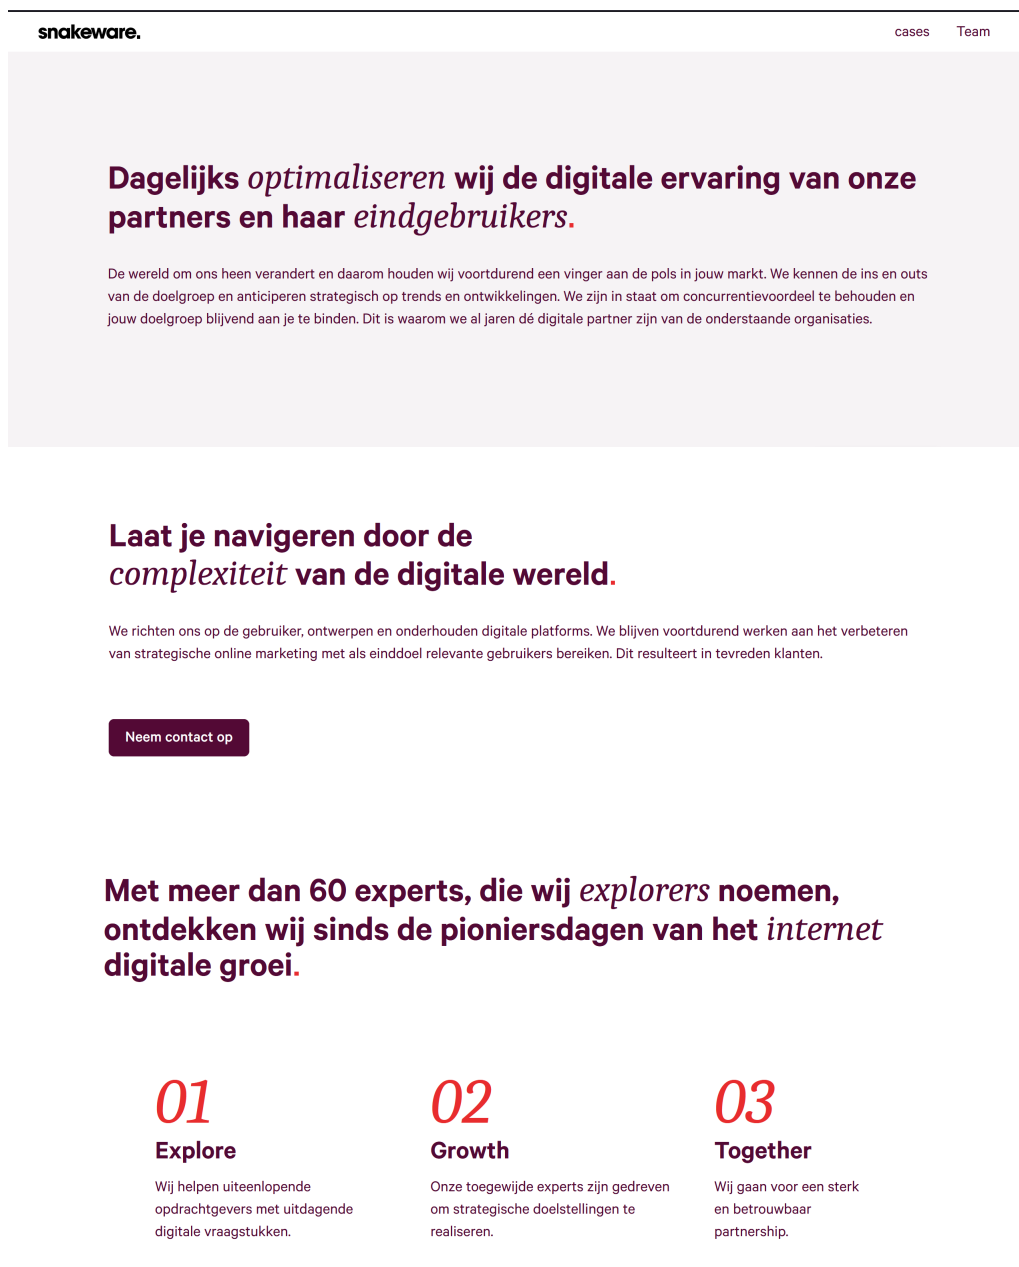 snakeware.
cases
Team
Dagelijks optimaliseren wij de digitale ervaring van onze
partners en haar eindgebruikers.
De wereld om ons heen verandert en daarom houden wij voortdurend een vinger aan de pols in jouw markt. We kennen de ins en outs
van de doelgroep en anticiperen strategisch op trends en ontwikkelingen. We zijn in staat om concurrentievoordeel te behouden en
jouw doelgroep blijvend aan je te binden. Dit is waarom we al jaren dé digitale partner zijn van de onderstaande organisaties.
Laat je navigeren door de
complexiteit van de digitale wereld.
We richten ons op de gebruiker, ontwerpen en onderhouden digitale platforms. We blijven voortdurend werken aan het verbeteren
van strategische online marketing met als einddoel relevante gebruikers bereiken. Dit resulteert in tevreden klanten.
Neem contact op
Met meer dan 60 experts, die wij explorers noemen,
ontdekken wij sinds de pioniersdagen van het internet
digitale groei.
01
Explore
Wij helpen uiteenlopende
opdrachtgevers met uitdagende
digitale vraagstukken.
02
Growth
Onze toegewijde experts zijn gedreven
om strategische doelstellingen te
realiseren.
03
Together
Wij gaan voor een sterk
en betrouwbaar
partnership.